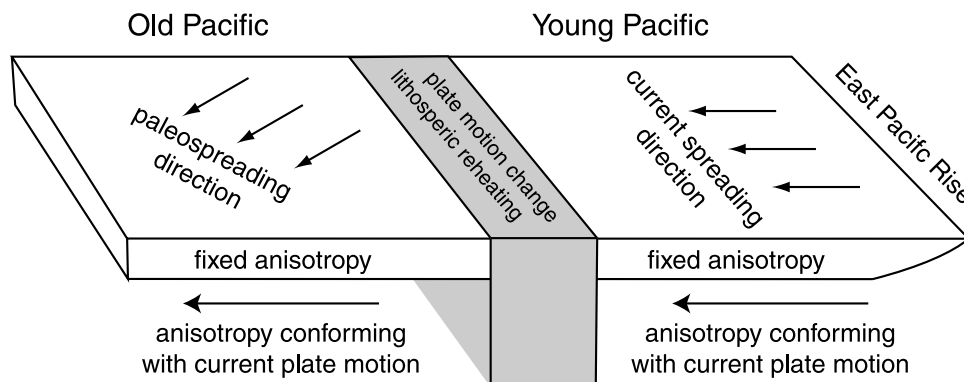 Old Pacific
Young Pacific
paleospreading
direction
plate motion change
lithosperic reheating
current spreading
direction
East Pacific Rise
fixed anisotropy
fixed anisotropy
anisotropy conforming
with current plate motion
anisotropy conforming
with current plate motion